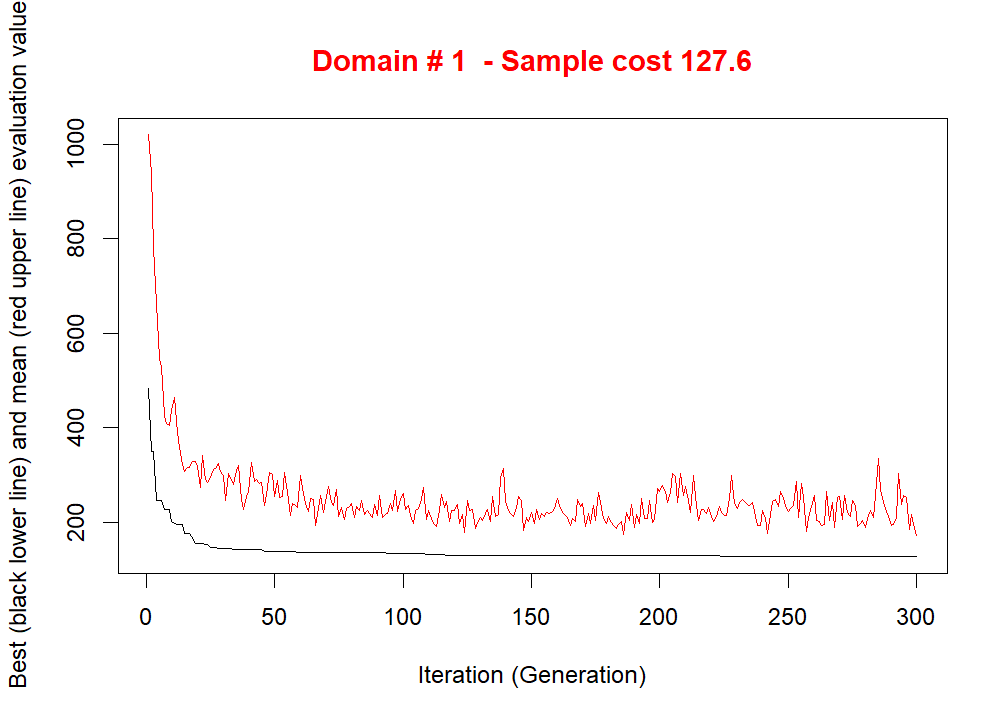 Domain # 1  - Sample cost 127.6
Best (black lower line) and mean (red upper line) evaluation value
1000
800
600
400
200
0 50 100 150 200 250 300
Iteration (Generation)